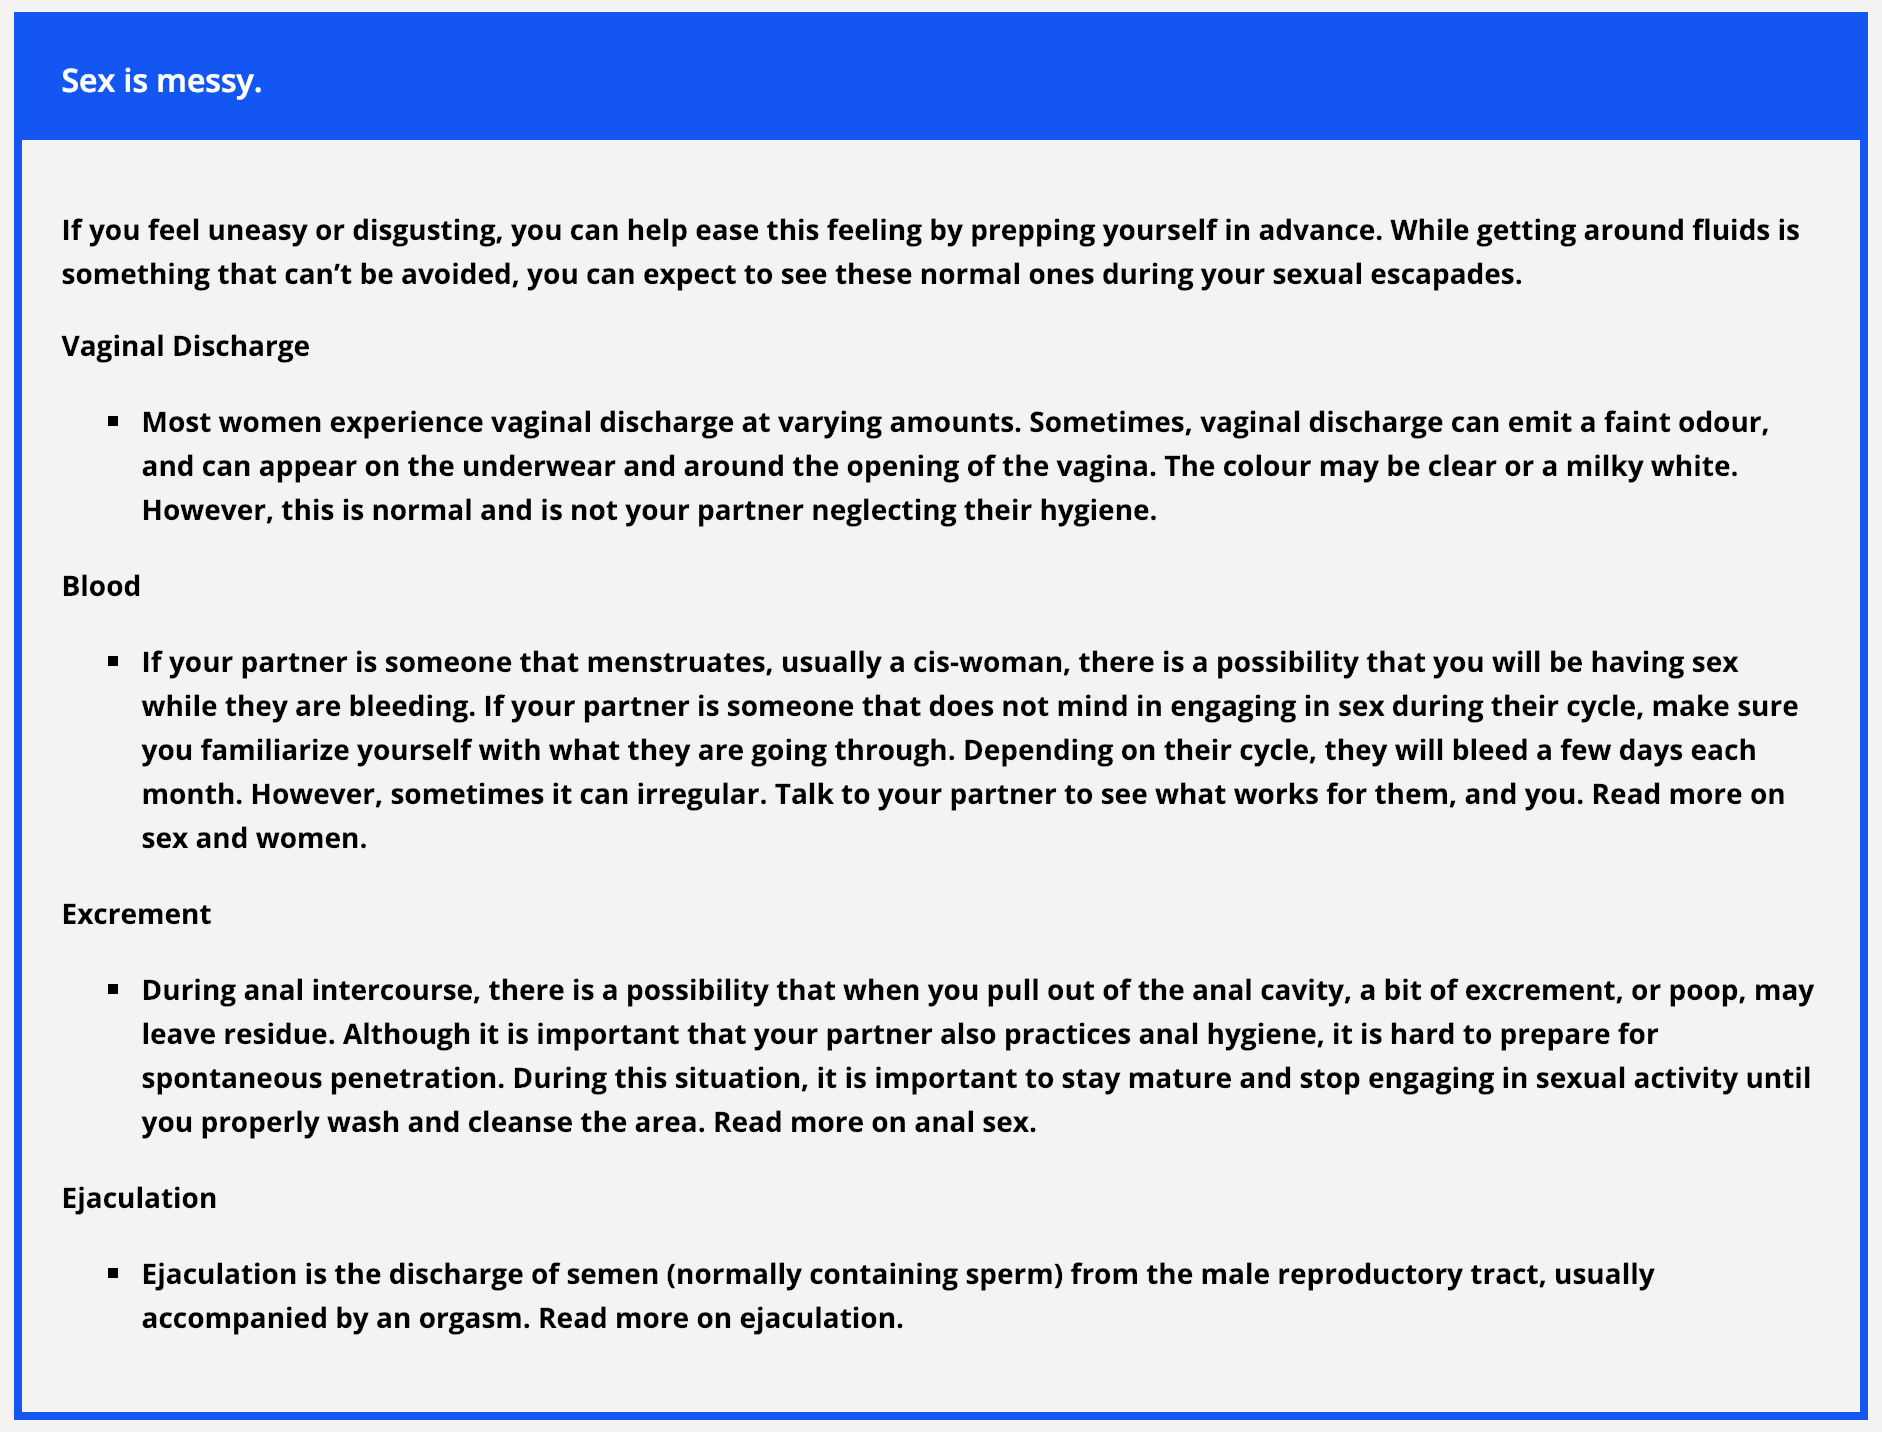 Sex is messy.
If you feel uneasy or disgusting, you can help ease this feeling by prepping yourself in advance. While getting around fluids is
something that can’t be avoided, you can expect to see these normal ones during your sexual escapades.
Vaginal Discharge
▪ Most women experience vaginal discharge at varying amounts. Sometimes, vaginal discharge can emit a faint odour,
and can appear on the underwear and around the opening of the vagina. The colour may be clear or a milky white.
However, this is normal and is not your partner neglecting their hygiene.
Blood
▪ If your partner is someone that menstruates, usually a cis-woman, there is a possibility that you will be having sex
while they are bleeding. If your partner is someone that does not mind in engaging in sex during their cycle, make sure
you familiarize yourself with what they are going through. Depending on their cycle, they will bleed a few days each
month. However, sometimes it can irregular. Talk to your partner to see what works for them, and you. Read more on
sex and women.
Excrement
▪ During anal intercourse, there is a possibility that when you pull out of the anal cavity, a bit of excrement, or poop, may
leave residue. Although it is important that your partner also practices anal hygiene, it is hard to prepare for
spontaneous penetration. During this situation, it is important to stay mature and stop engaging in sexual activity until
you properly wash and cleanse the area. Read more on anal sex.
Ejaculation
▪ Ejaculation is the discharge of semen (normally containing sperm) from the male reproductory tract, usually
accompanied by an orgasm. Read more on ejaculation.